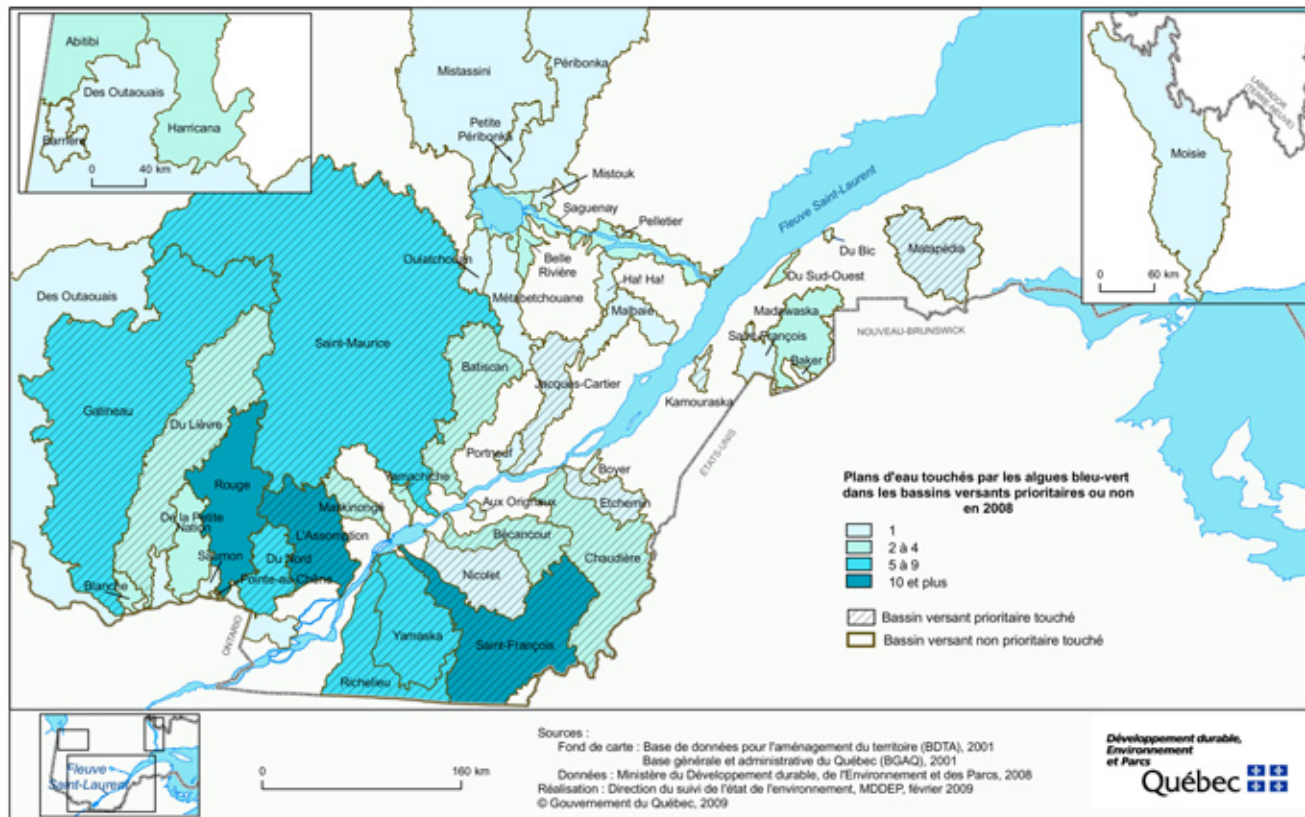 Abitibi
Des Outaouais
Barrière
Harricana
0 40 km
Mistassini
Péribonka
Petite
Péribonka
Mistouk
Saguenay
Pelletier
Ouiatchouan
Belle
Rivière
Ha! Ha!
Métabetchouane
Malbaie
Fleuve Saint-Laurent
Du Bic
Matapédia
Du Sud-Ouest
Madawaska
Saint-François
Baker
NOUVEAU-BRUNSWICK
LABRADOR
(TERRE-NEUVE)
Moisie
0 60 km
Des Outaouais
Saint-Maurice
Batiscan
Jacques-Cartier
Kamouraska
Gatineau
Du Lièvre
Portneuf
ÉTATS-UNIS
Rouge
Yamachiche
Boyer
Maskinongé
Aux Orignaux
Etchemin
De la Petite
Nation
L'Assomption
Bécancour
Saumon
Du Nord
Chaudière
Blanche
Pointe-au-Chêne
Nicolet
ONTARIO
Yamaska
Saint-François
Richelieu
Plans d'eau touchés par les algues bleu-vert
dans les bassins versants prioritaires ou non
en 2008
1
2 à 4
5 à 9
10 et plus
Bassin versant prioritaire touché
Bassin versant non prioritaire touché
Fleuve
Saint-Laurent
0 160 km
Sources :
Fond de carte : Base de données pour l'aménagement du territoire (BDTA), 2001
Base générale et administrative du Québec (BGAQ), 2001
Données : Ministère du Développement durable, de l'Environnement et des Parcs, 2008
Réalisation : Direction du suivi de l'état de l'environnement, MDDEP, février 2009
© Gouvernement du Québec, 2009
Développement durable,
Environnement
et Parcs
Québec